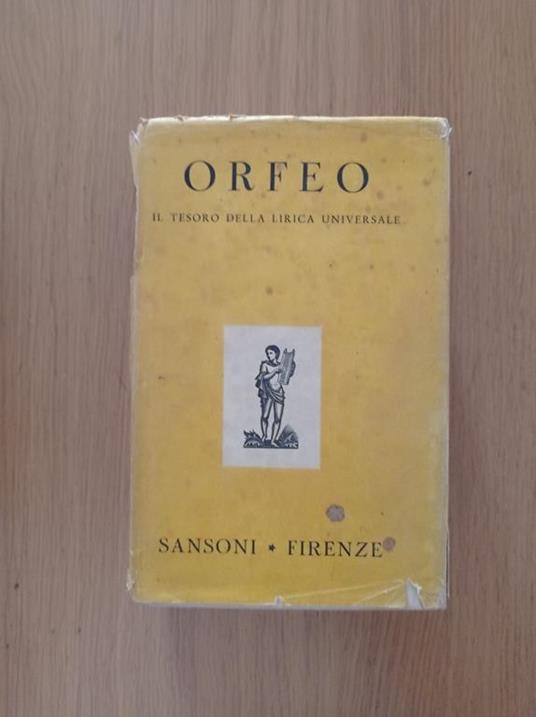 ORFEO
IL TESORO DELLA LIRICA UNIVERSALE
SANSONI * FIRENZE